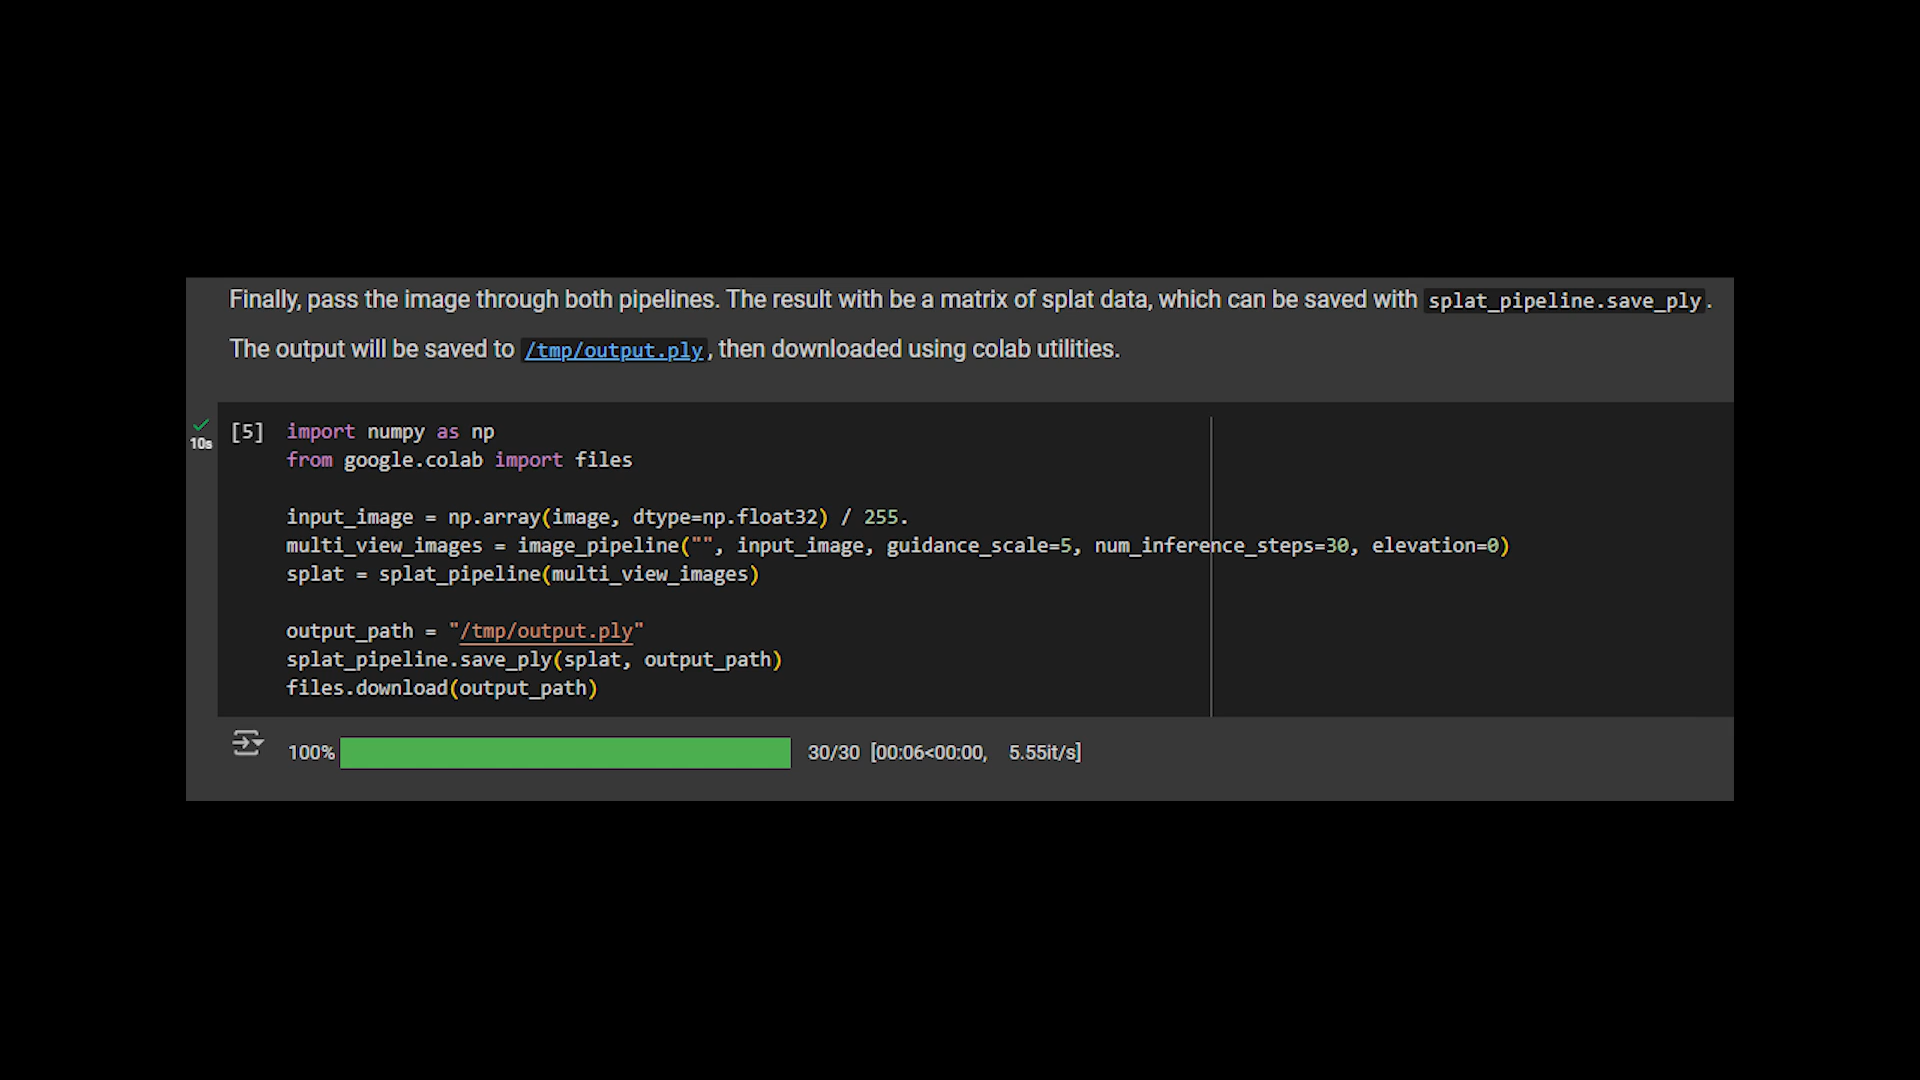 Finally, pass the image through both pipelines. The result with be a matrix of splat data, which can be saved with splat_pipeline.save_ply.
The output will be saved to /tmp/output.ply, then downloaded using colab utilities.
10s
[5] import numpy as np
from google.colab import files
input_image = np.array(image, dtype=np.float32) / 255.
multi_view_images = image_pipeline("", input_image, guidance_scale=5, num_inference_steps=30, elevation=0)
splat = splat_pipeline(multi_view_images)
output_path = "/tmp/output.ply"
splat_pipeline.save_ply(splat, output_path)
files.download(output_path)
100% 30/30 [00:06<00:00, 5.55it/s]